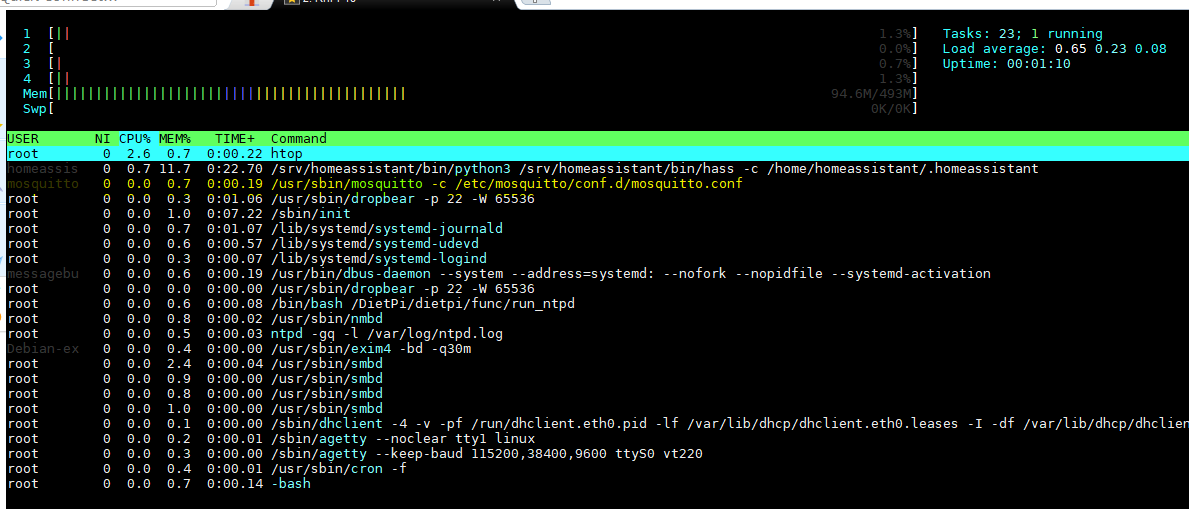 1 [|| 1.3%] Tasks: 23; 1 running
2 [ 0.0%] Load average: 0.65 0.23 0.08
3 [| 0.7%] Uptime: 00:01:10
4 [|| 1.3%]
Mem[||||||||||||||||||||||||||||||||||||||||||| 94.6M/493M]
Swp[ 0K/0K]
USER NI CPU% MEM% TIME+ Command
root 0 2.6 0.7 0:00.22 htop
homeassis 0 0.7 11.7 0:22.70 /srv/homeassistant/bin/python3 /srv/homeassistant/bin/hass -c /home/homeassistant/.homeassistant
mosquitto 0 0.0 0.7 0:00.19 /usr/sbin/mosquitto -c /etc/mosquitto/conf.d/mosquitto.conf
root 0 0.0 0.3 0:01.06 /usr/sbin/dropbear -p 22 -W 65536
root 0 0.0 1.0 0:07.22 /sbin/init
root 0 0.0 0.7 0:01.07 /lib/systemd/systemd-journald
root 0 0.0 0.6 0:00.57 /lib/systemd/systemd-udevd
root 0 0.0 0.3 0:00.07 /lib/systemd/systemd-logind
messagebu 0 0.0 0.6 0:00.19 /usr/bin/dbus-daemon --system --address=systemd: --nofork --nopidfile --systemd-activation
root 0 0.0 0.0 0:00.00 /usr/sbin/dropbear -p 22 -W 65536
root 0 0.0 0.6 0:00.08 /bin/bash /DietPi/dietpi/func/run_ntpd
root 0 0.0 0.8 0:00.02 /usr/sbin/nmbd
root 0 0.0 0.5 0:00.03 ntpd -gq -l /var/log/ntpd.log
Debian-ex 0 0.0 0.4 0:00.00 /usr/sbin/exim4 -bd -q30m
root 0 0.0 2.4 0:00.04 /usr/sbin/smbd
root 0 0.0 0.9 0:00.00 /usr/sbin/smbd
root 0 0.0 0.8 0:00.00 /usr/sbin/smbd
root 0 0.0 1.0 0:00.00 /usr/sbin/smbd
root 0 0.0 0.1 0:00.00 /sbin/dhclient -4 -v -pf /run/dhclient.eth0.pid -lf /var/lib/dhcp/dhclient.eth0.leases -I -df /var/lib/dhcp/dhclien
root 0 0.0 0.2 0:00.01 /sbin/agetty --noclear tty1 linux
root 0 0.0 0.3 0:00.00 /sbin/agetty --keep-baud 115200,38400,9600 ttyS0 vt220
root 0 0.0 0.4 0:00.01 /usr/sbin/cron -f
root 0 0.0 0.7 0:00.14 -bash